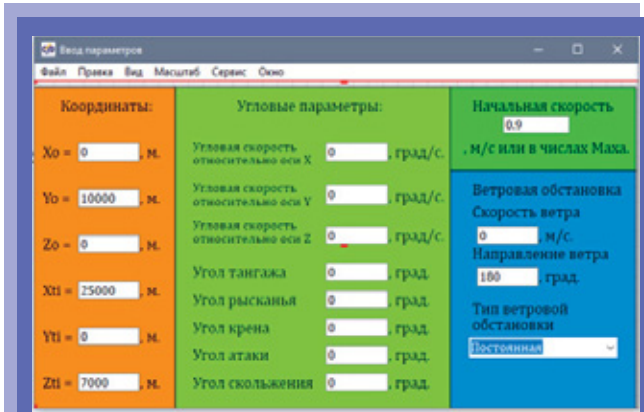 Ввод параметров
Файл Правка Вид Масштаб Сервис Окно
Координаты:
Xo = 0 , м.
Yo = 10000 , м.
Zo = 0 , м.
Xti = 25000 , м.
Yti = 0 , м.
Zti = 7000 , м.
Угловые параметры:
Угловая скорость
относительно оси X 0 , град/с.
Угловая скорость
относительно оси Y 0 , град/с.
Угловая скорость
относительно оси Z 0 , град/с.
Угол тангажа 0 , град.
Угол рысканья 0 , град.
Угол крена 0 , град.
Угол атаки 0 , град.
Угол скольжения 0 , град.
Начальная скорость
0.9
, м/с или в числах Маха.
Ветровая обстановка
Скорость ветра
0 , м/с.
Направление ветра
180 , град.
Тип ветровой
обстановки
Постоянная